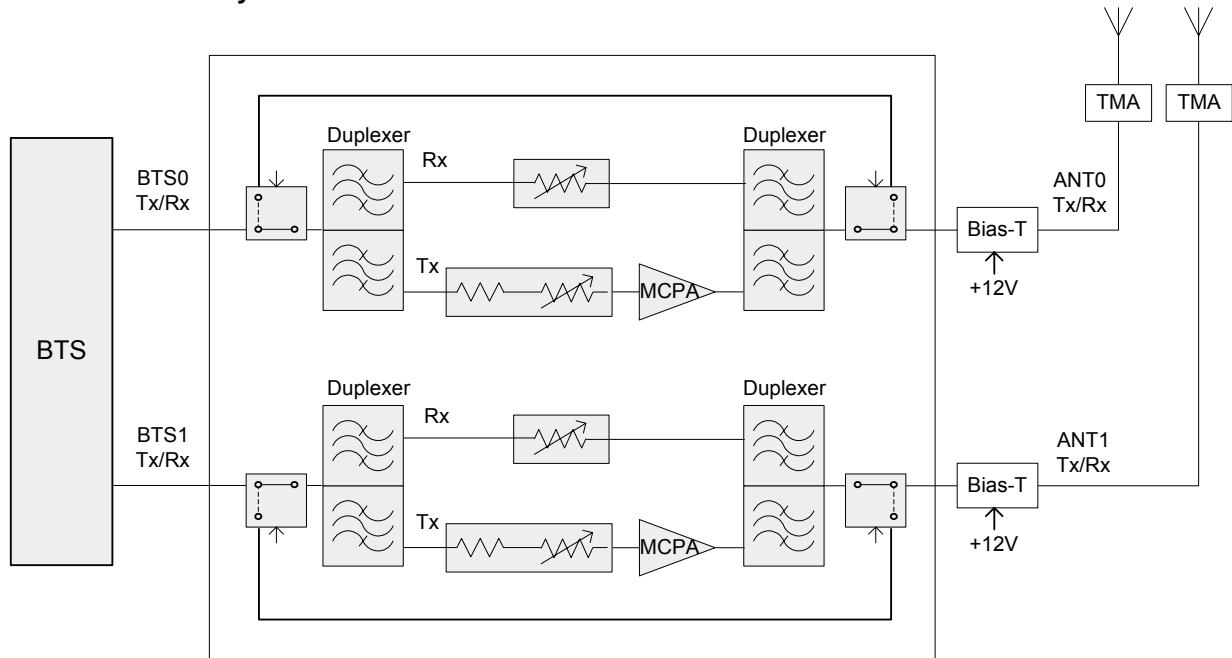 TMA
TMA
Duplexer
Duplexer
Rx
BTS0
Tx/Rx
ANT0
Tx/Rx
Bias-T
Tx
MCPA
+12V
BTS
Duplexer
Duplexer
Rx
BTS1
Tx/Rx
ANT1
Tx/Rx
Bias-T
Tx
MCPA
+12V